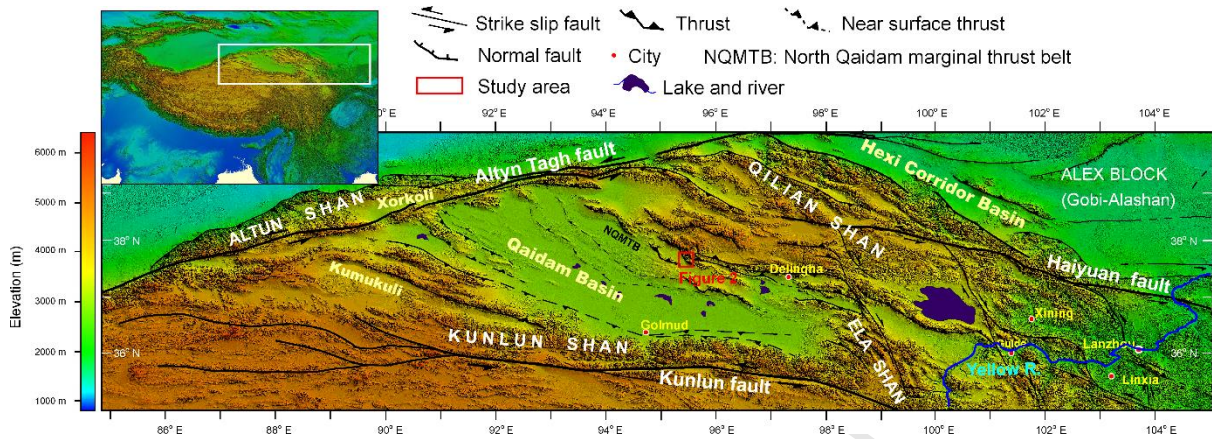 Strike slip fault
Thrust
Near surface thrust
Normal fault
City
NQMTB: North Qaidam marginal thrust belt
Study area
Lake and river
90° E
92° E
94° E
96° E
98° E
100° E
102° E
104° E
6000 m
5000 m
4000 m
3000 m
2000 m
1000 m
Elevation (m)
Altyn Tagh fault
Hexi Corridor Basin
ALEX BLOCK
(Gobi-Alashan)
QILIAN SHAN
Xorkoli
ALTUN SHAN
38° N
38° N
NQMTB
Qaidam Basin
Figure 2
Delingha
Haiyuan fault
Kumukuli
Xining
Golmud
KUNLUN SHAN
ELA SHAN
36° N
36° N
Lanzhou
Yellow R.
Kunlun fault
Linxia
86° E
88° E
90° E
92° E
94° E
96° E
98° E
100° E
102° E
104° E